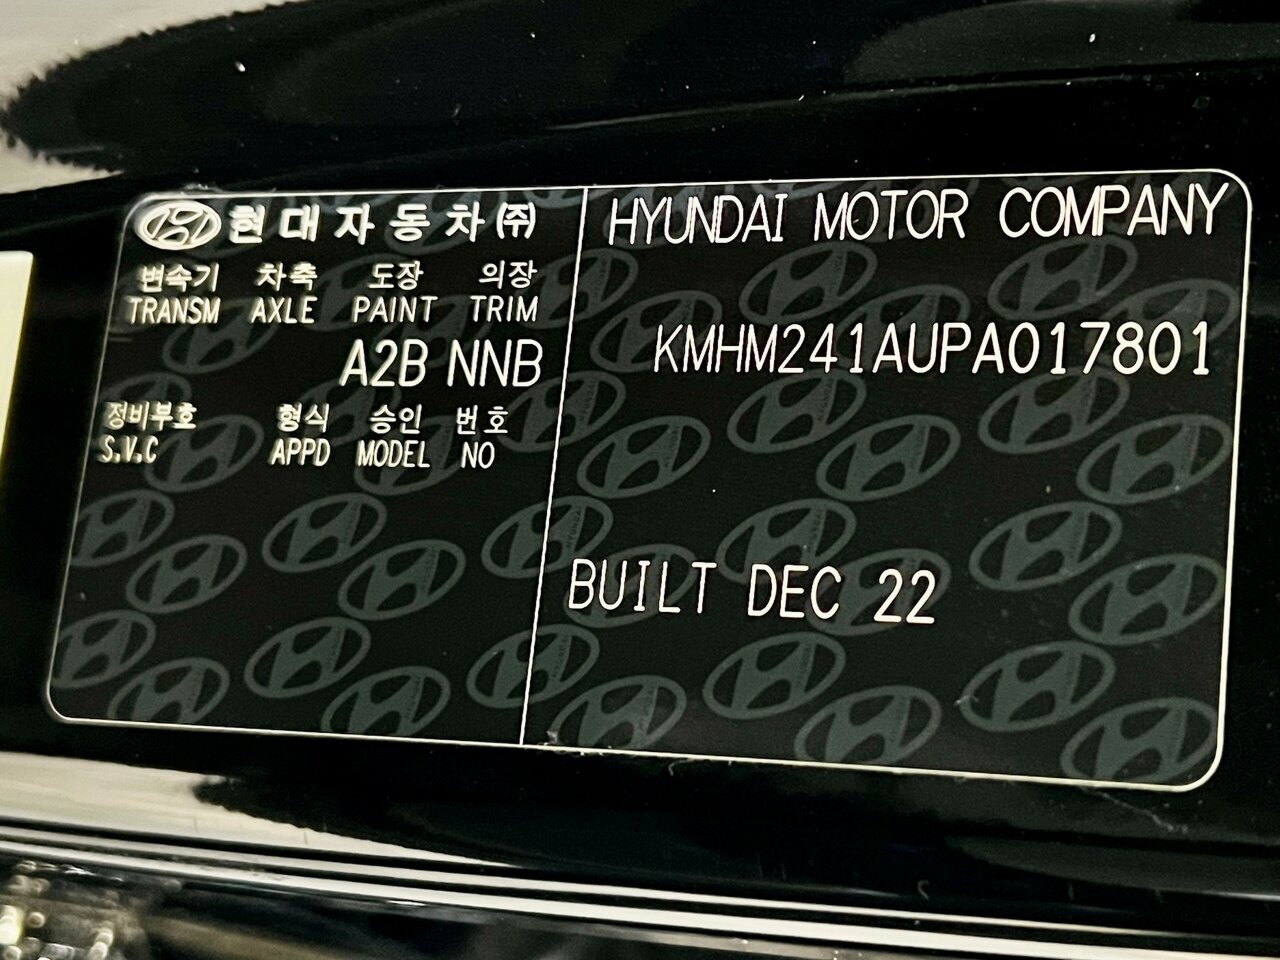 현대자동차(주)
변속기 차축 도장 의장
TRANSM AXLE PAINT TRIM
A2B NNB
정비부호 형식 승인 번호
S.V.C APPD MODEL NO
HYUNDAI MOTOR COMPANY
KMHM241AUPA017801
BUILT DEC 22